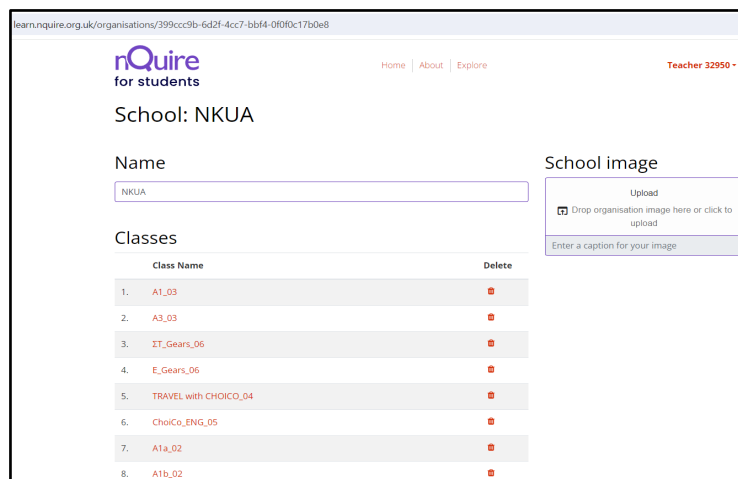 learn.nquire.org.uk/organisations/399ccc9b-6d2f-4cc7-bbf4-0f0f0c17b0e8
nQuire
for students
Home | About | Explore
Teacher 32950
School: NKUA
Name
School image
NKUA
Upload
Drop organisation image here or click to
upload
Enter a caption for your image
Classes
Class Name Delete
1. A1_03
2. A3_03
3. ΣΤ_Gears_06
4. E_Gears_06
5. TRAVEL with CHOICO_04
6. ChoiCo_ENG_05
7. A1a_02
8. A1b_02